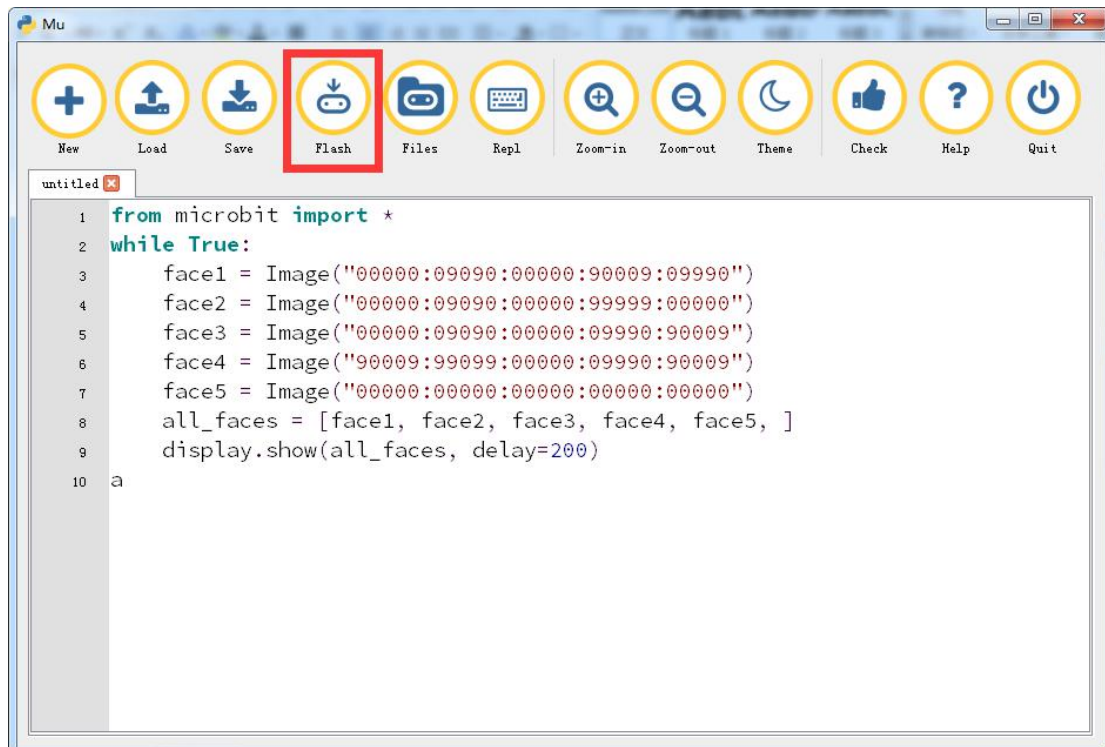 Mu
New Load Save Flash Files Repl Zoom-in Zoom-out Theme Check Help Quit
untitled
1 from microbit import *
2 while True:
3     face1 = Image("00000:09090:00000:90009:09990")
4     face2 = Image("00000:09090:00000:99999:00000")
5     face3 = Image("00000:09090:00000:09990:90009")
6     face4 = Image("90009:99099:00000:09990:90009")
7     face5 = Image("00000:00000:00000:00000:00000")
8     all_faces = [face1, face2, face3, face4, face5, ]
9     display.show(all_faces, delay=200)
10 a